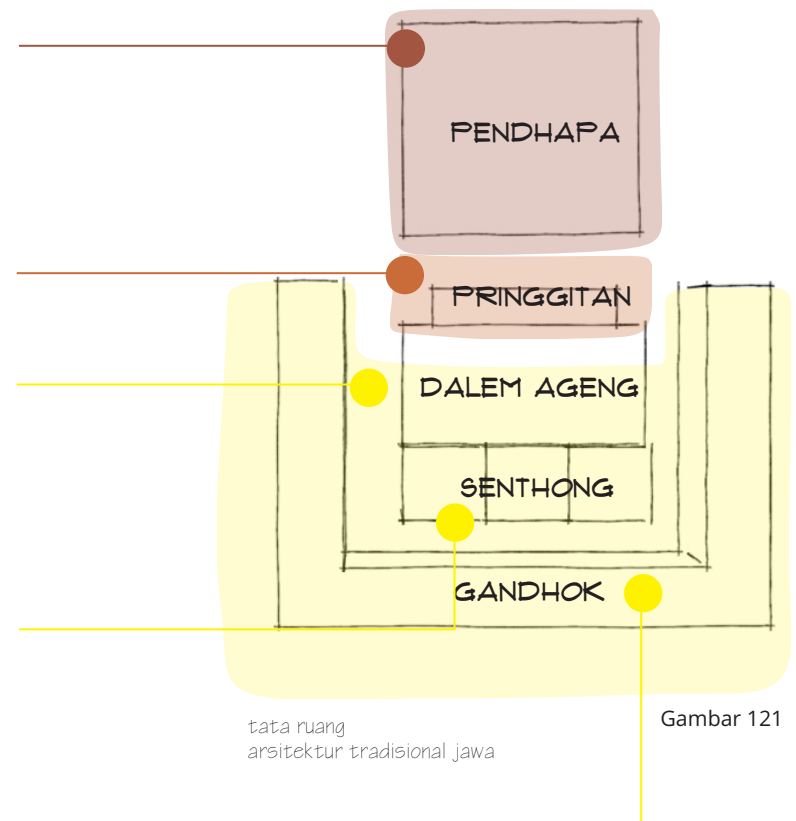 PENDHAPA
PRINGGITAN
DALEM AGENG
SENTHONG
GANDHOK
tata ruang
arsitektur tradisional jawa
Gambar 121